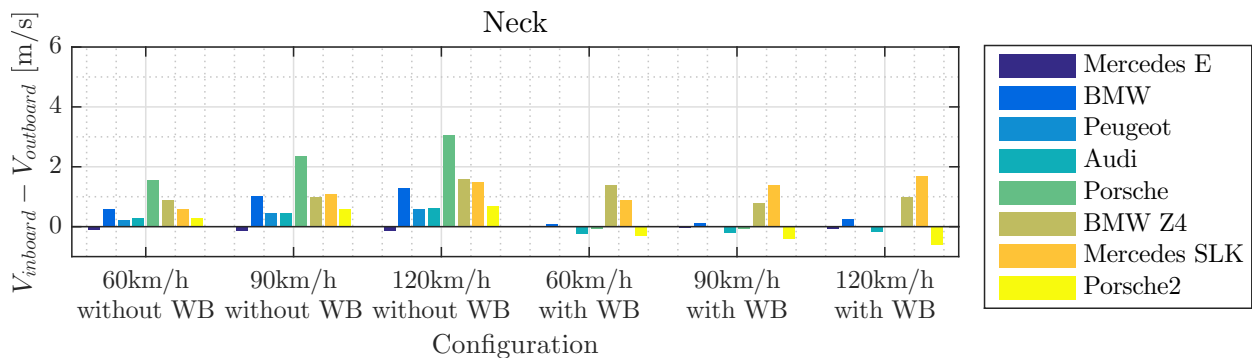 Neck
V_inboard − V_outboard [m/s]
6
4
2
0
60km/h
without WB
90km/h
without WB
120km/h
without WB
60km/h
with WB
90km/h
with WB
120km/h
with WB
Configuration
Mercedes E
BMW
Peugeot
Audi
Porsche
BMW Z4
Mercedes SLK
Porsche2